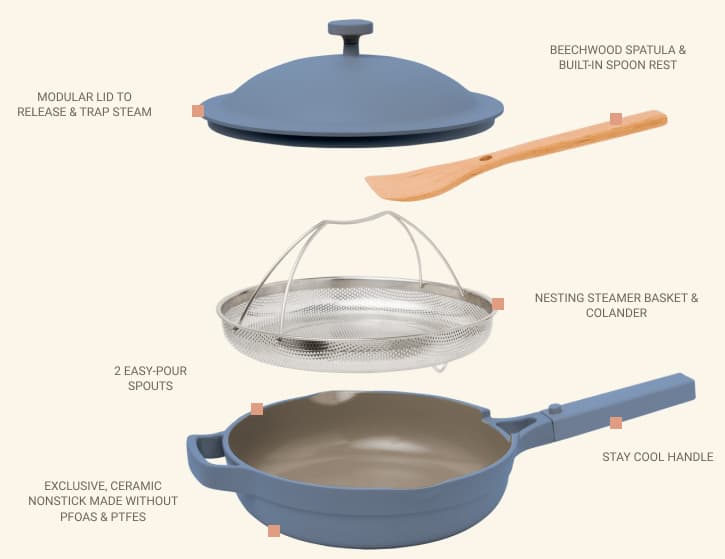 BEECHWOOD SPATULA &
BUILT-IN SPOON REST
MODULAR LID TO
RELEASE & TRAP STEAM
NESTING STEAMER BASKET &
COLANDER
2 EASY-POUR
SPOUTS
STAY COOL HANDLE
EXCLUSIVE, CERAMIC
NONSTICK MADE WITHOUT
PFOAS & PTFES